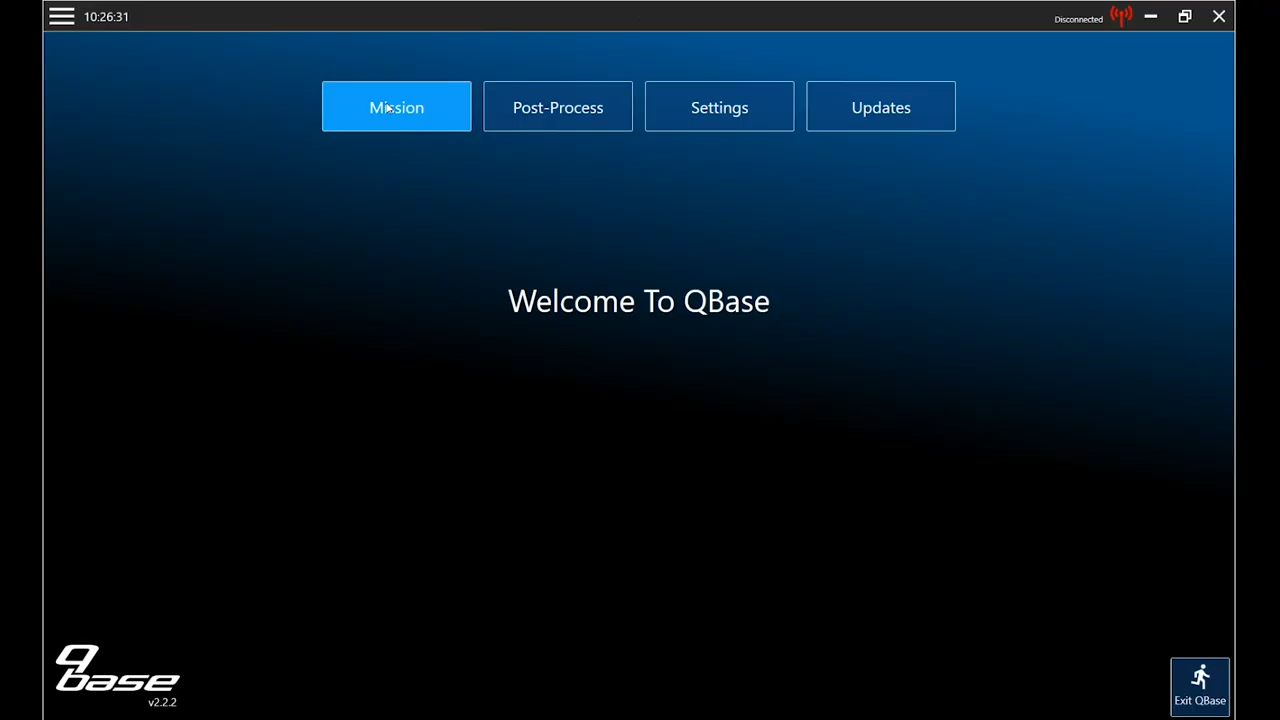 10:26:31
Disconnected
Mission
Post-Process
Settings
Updates
Welcome To QBase
qbase
v2.2.2
Exit QBase